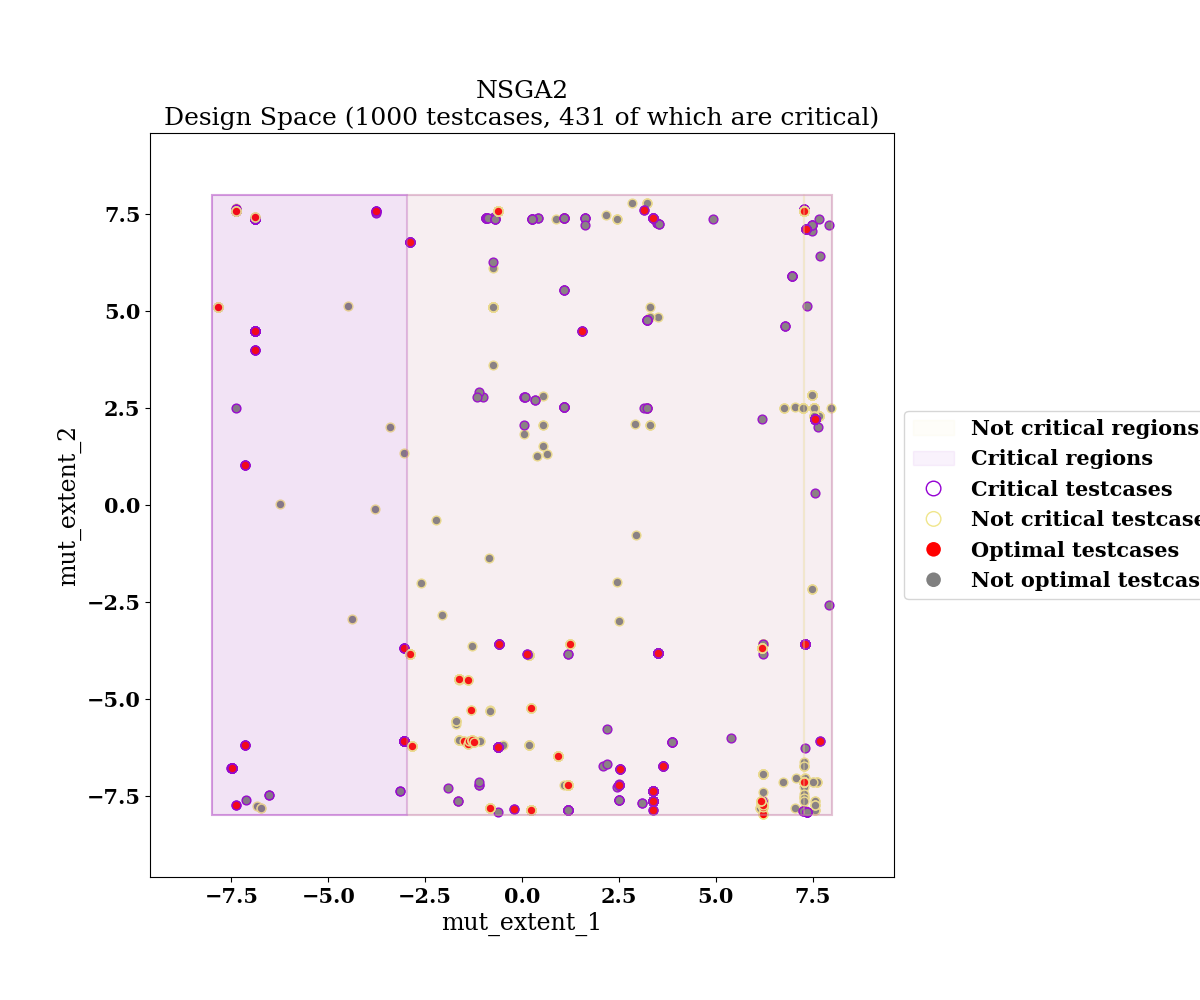 NSGA2
Design Space (1000 testcases, 431 of which are critical)
mut_extent_2
7.5
5.0
2.5
0.0
−2.5
−5.0
−7.5
−7.5 −5.0 −2.5 0.0 2.5 5.0 7.5
mut_extent_1
Not critical regions
Critical regions
Critical testcases
Not critical testcase
Optimal testcases
Not optimal testcas